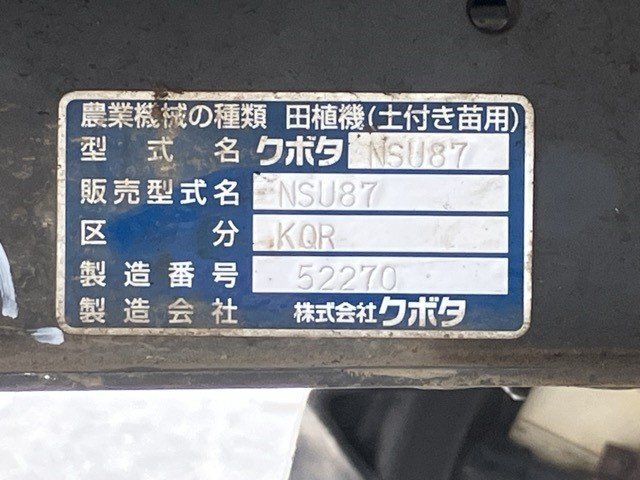 農業機械の種類 田植機(土付き苗用)
型式名 クボタ NSU87
販売型式名 NSU87
区分 KQR
製造番号 52270
製造会社 株式会社クボタ